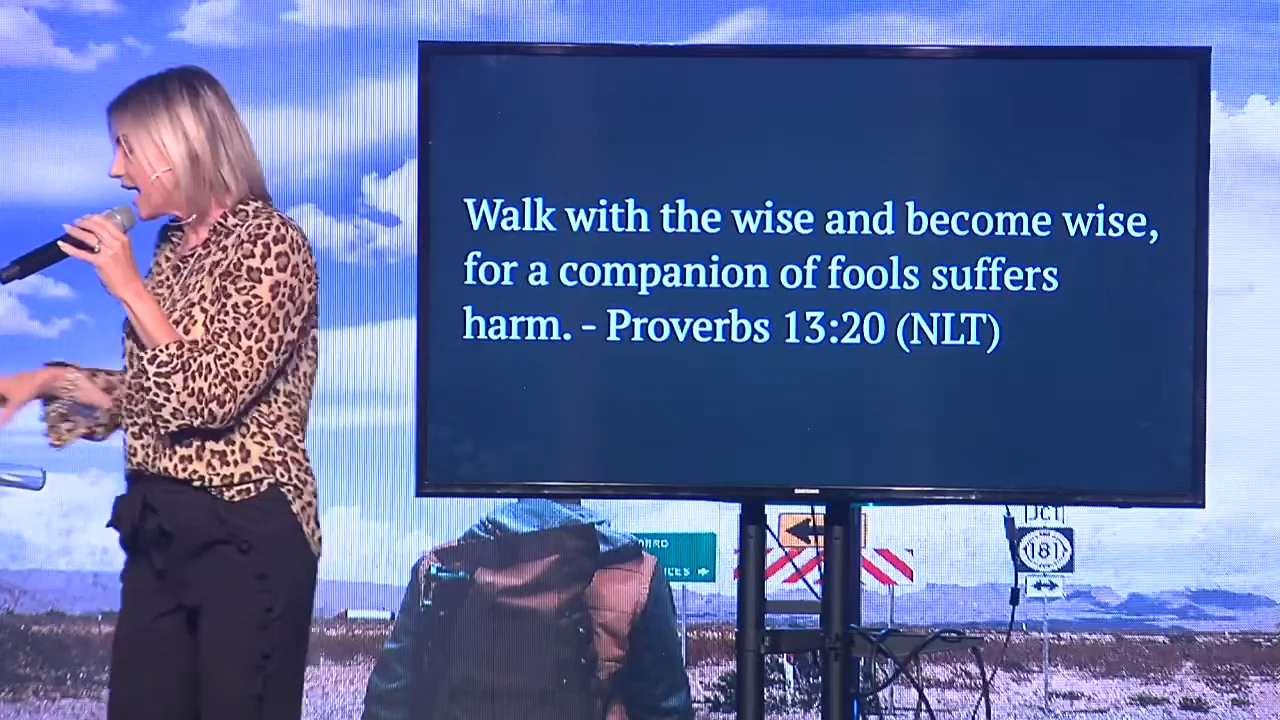 Walk with the wise and become wise,
for a companion of fools suffers
harm. - Proverbs 13:20 (NLT)
SAMSUNG
JCT
181